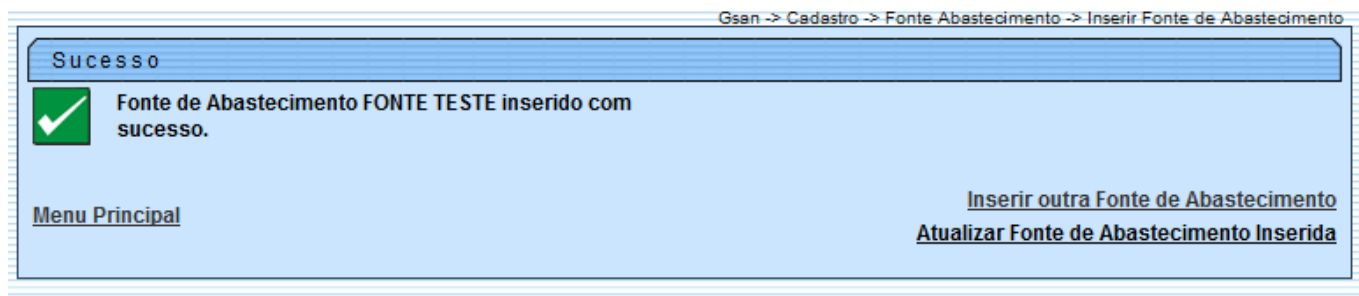 Gsan -> Cadastro -> Fonte Abastecimento -> Inserir Fonte de Abastecimento
Sucesso
Fonte de Abastecimento FONTE TESTE inserido com
sucesso.
Inserir outra Fonte de Abastecimento
Menu Principal
Atualizar Fonte de Abastecimento Inserida